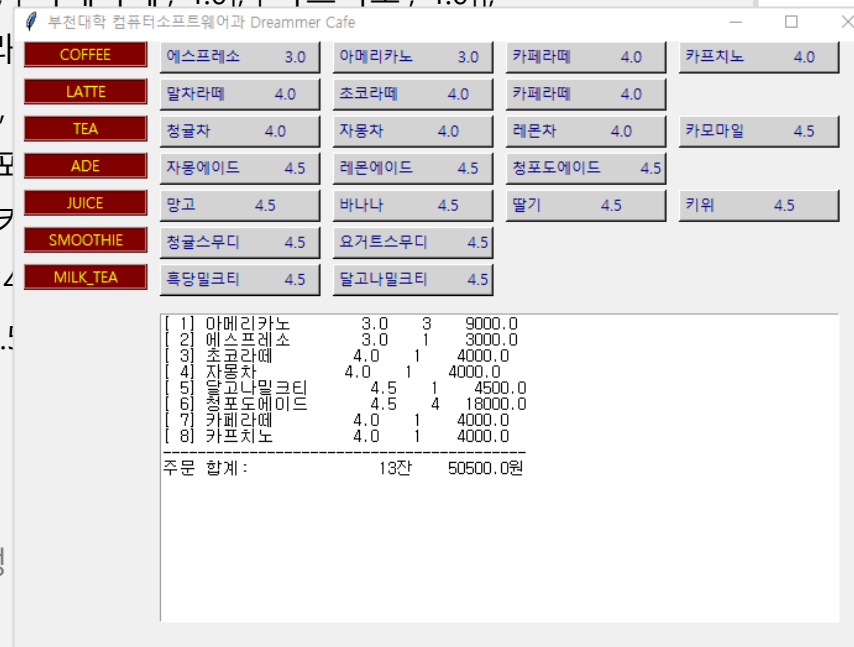 부천대학 컴퓨터소프트웨어과 Dreammer Cafe
COFFEE 에스프레소 3.0 아메리카노 3.0 카페라떼 4.0 카프치노 4.0
LATTE 말차라떼 4.0 초코라떼 4.0 카페라떼 4.0
TEA 청귤차 4.0 자몽차 4.0 레몬차 4.0 카모마일 4.5
ADE 자몽에이드 4.5 레몬에이드 4.5 청포도에이드 4.5
JUICE 망고 4.5 바나나 4.5 딸기 4.5 키위 4.5
SMOOTHIE 청귤스무디 4.5 요거트스무디 4.5
MILK_TEA 흑당밀크티 4.5 달고나밀크티 4.5
[ 1] 아메리카노 3.0 3 9000.0
[ 2] 에스프레소 3.0 1 3000.0
[ 3] 초코라떼 4.0 1 4000.0
[ 4] 자몽차 4.0 1 4000.0
[ 5] 달고나밀크티 4.5 1 4500.0
[ 6] 청포도에이드 4.5 4 18000.0
[ 7] 카페라떼 4.0 1 4000.0
[ 8] 카프치노 4.0 1 4000.0
--------------------------------------------
주문 합계: 13잔 50500.0원